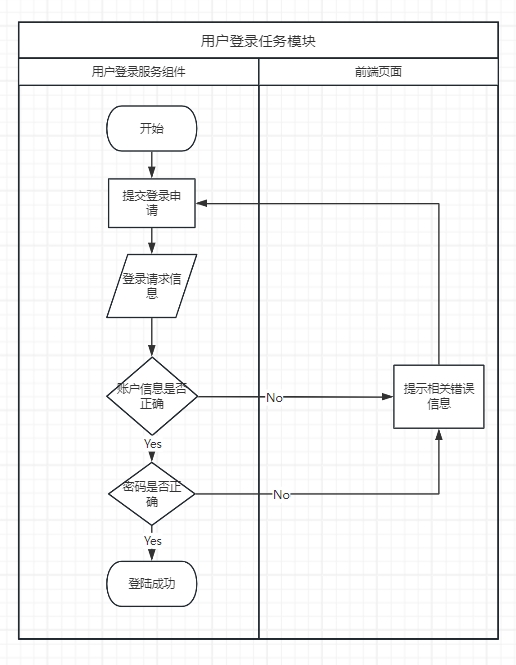 用户登录任务模块
用户登录服务组件
前端页面
开始
提交登录申
请
登录请求信
息
账户信息是否
正确
No
提示相关错误
信息
Yes
密码是否正
确
No
Yes
登陆成功